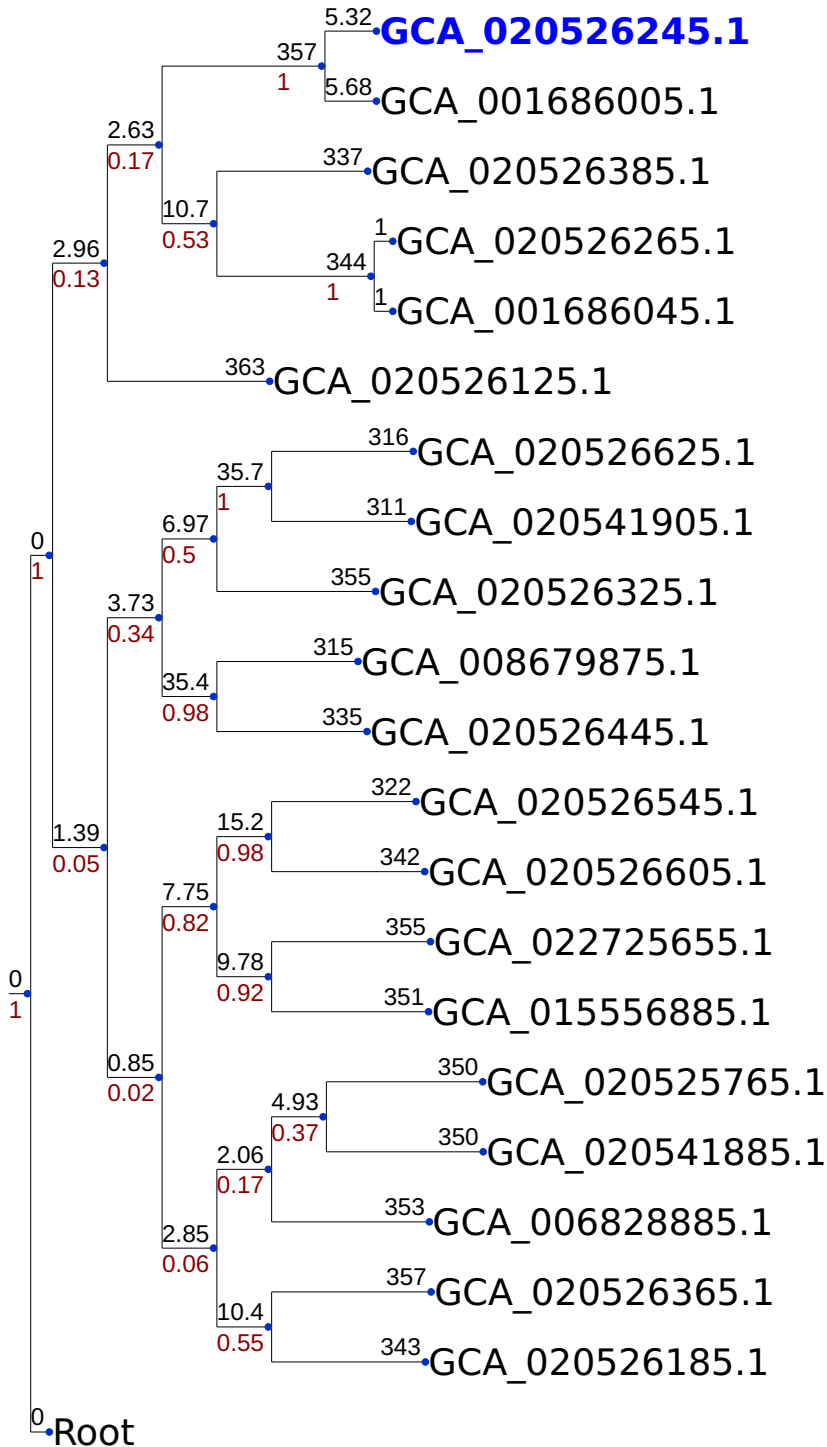 5.32
GCA_020526245.1
357
1
5.68
GCA_001686005.1
2.63
0.17
337
GCA_020526385.1
10.7
0.53
1
GCA_020526265.1
2.96
0.13
344
1
1
GCA_001686045.1
363
GCA_020526125.1
316
GCA_020526625.1
35.7
1
311
GCA_020541905.1
6.97
0.5
0
1
355
GCA_020526325.1
3.73
0.34
315
GCA_008679875.1
35.4
0.98
335
GCA_020526445.1
322
GCA_020526545.1
15.2
0.98
1.39
0.05
342
GCA_020526605.1
7.75
0.82
355
GCA_022725655.1
9.78
0.92
0
1
351
GCA_015556885.1
0.85
0.02
350
GCA_020525765.1
4.93
0.37
350
GCA_020541885.1
2.06
0.17
353
GCA_006828885.1
2.85
0.06
357
GCA_020526365.1
10.4
0.55
343
GCA_020526185.1
0
Root